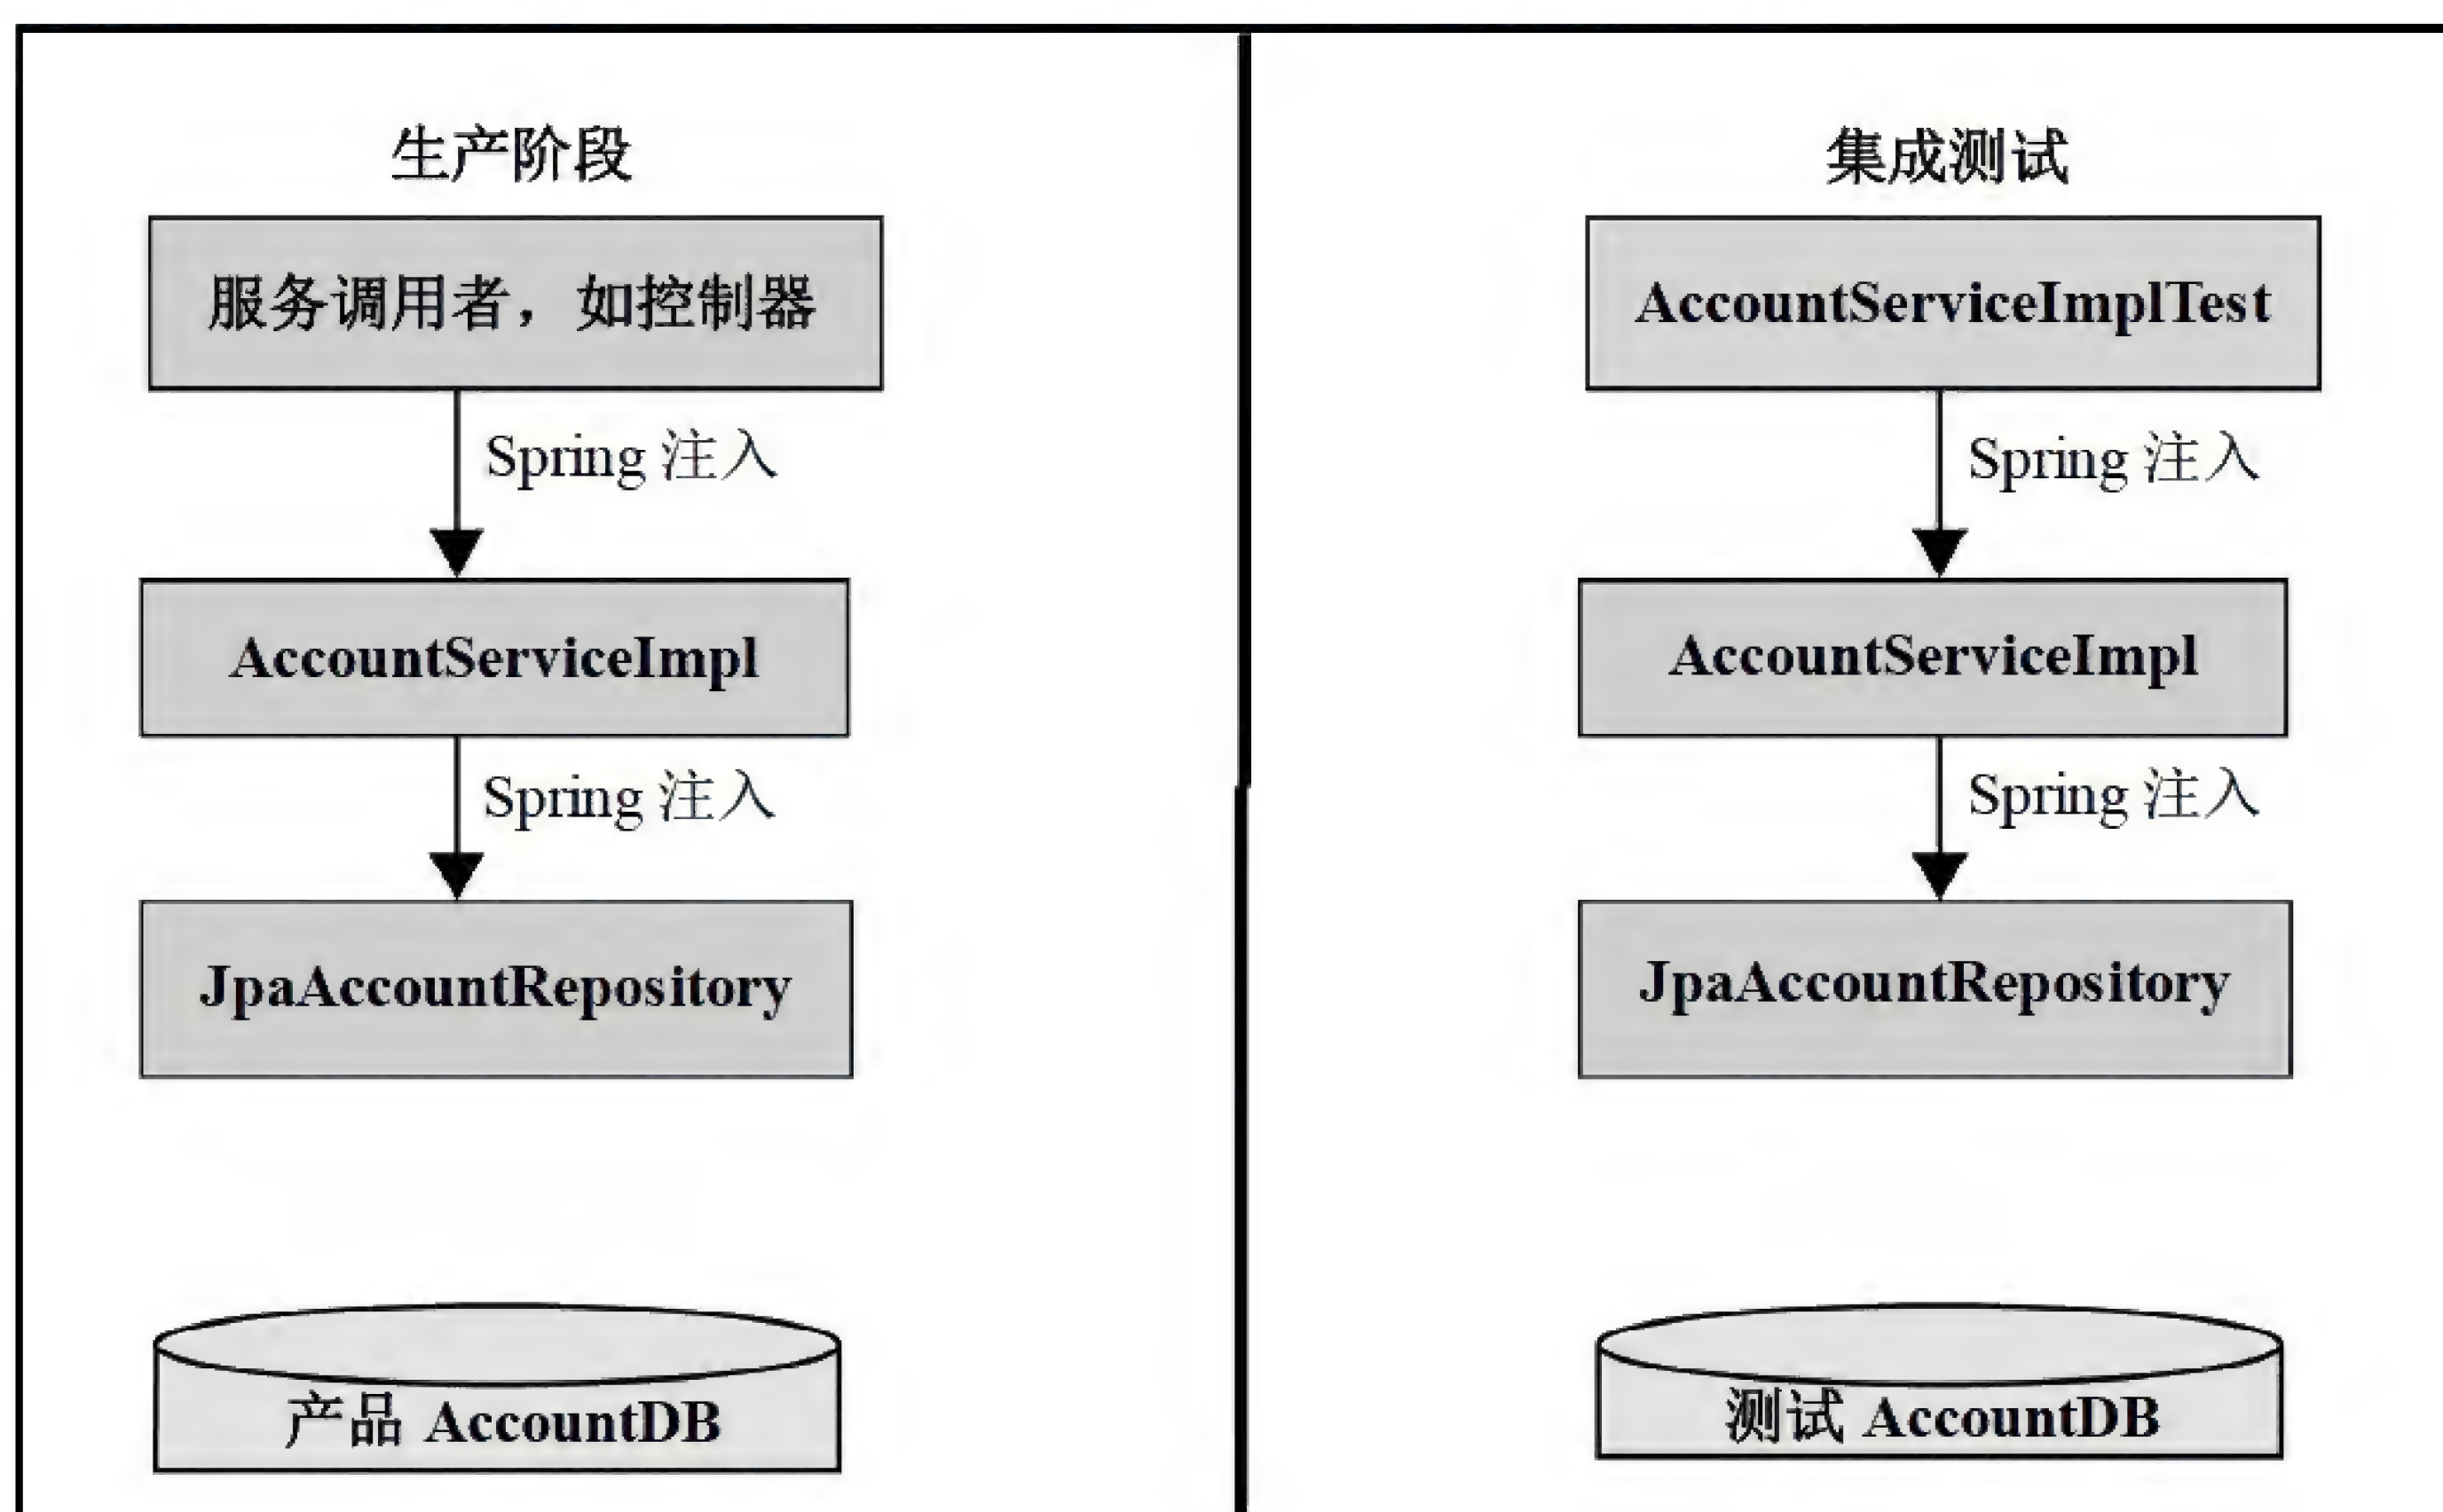 生产阶段
服务调用者，如控制器
Spring 注入
AccountServiceImpl
Spring 注入
JpaAccountRepository
产品 AccountDB
集成测试
AccountServiceImplTest
Spring 注入
AccountServiceImpl
Spring 注入
JpaAccountRepository
测试 AccountDB